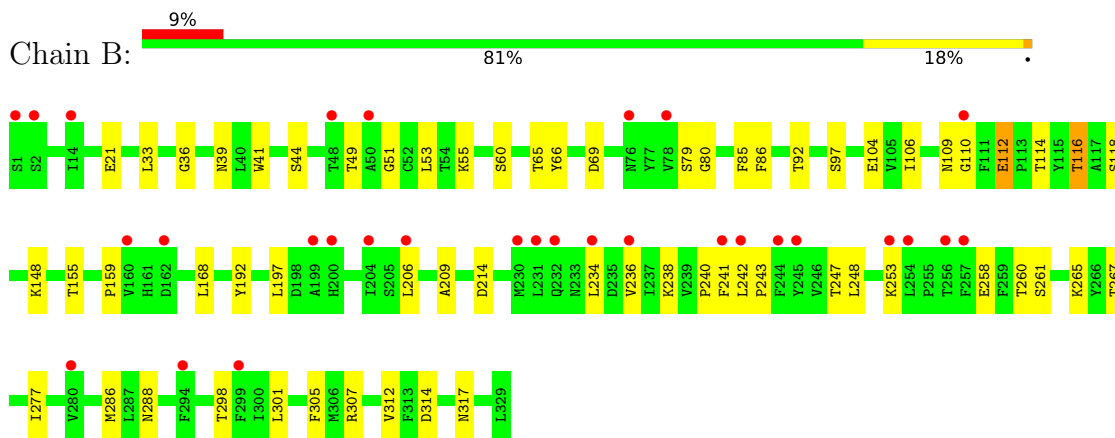 9%
Chain B:
81% 18% •
S1 S2 I14 E21 L33 G36 N39 L40 W41 S44 T48 T49 A50 G51 C52 L53 T54 K55 S60 T65 Y66 D69 N76 Y77 V78 S79 G80 F85 F86 T92 S97 E104 V105 I106 N109 G110 F111 E112 P113 T114 Y115 T116 A117 S118
K148 T155 P159 V160 H161 D162 L168 Y192 L197 D198 A199 H200 I204 S205 L206 A209 D214 M230 L231 Q232 N233 L234 D235 V236 I237 K238 V239 P240 F241 L242 P243 F244 Y245 V246 T247 L248 K253 L254 P255 T256 F257 E258 F259 T260 S261 K265 Y266 T267
I277 V280 M286 L287 N288 F294 T298 F299 I300 L301 F305 M306 R307 V312 F313 D314 N317 L329